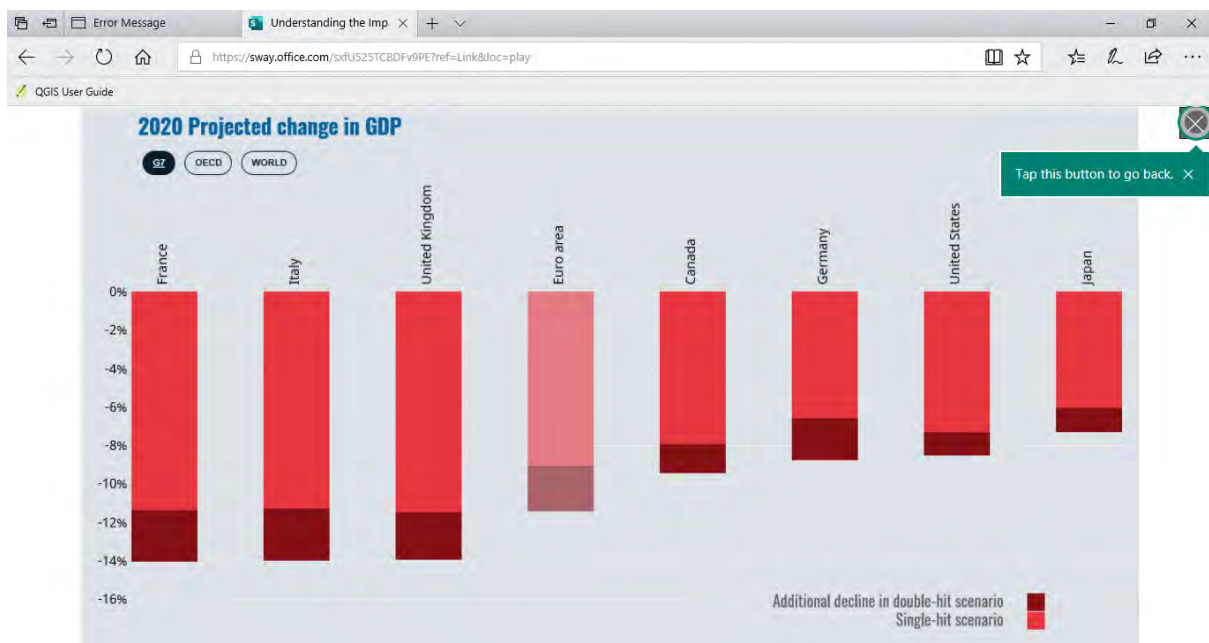 Error Message
Understanding the Imp
https://sway.office.com/sxfU525TCBDFv9PE?ref=Link&loc=play
QGIS User Guide
2020 Projected change in GDP
G7 OECD WORLD
Tap this button to go back.
France
Italy
United Kingdom
Euro area
Canada
Germany
United States
Japan
0%
-2%
-4%
-6%
-8%
-10%
-12%
-14%
-16%
Additional decline in double-hit scenario
Single-hit scenario